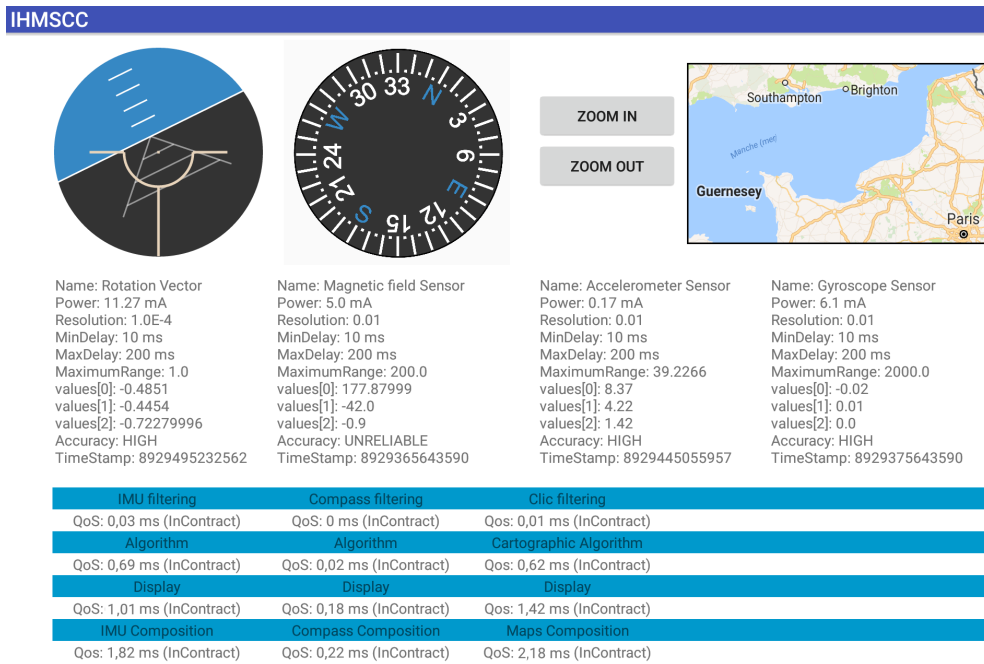 IHMSCC
33
N
3
6
E
12
15
S
21
24
W
30
ZOOM IN
ZOOM OUT
Southampton
Brighton
Manche (mer)
Guernesey
Paris
Name: Rotation Vector
Power: 11.27 mA
Resolution: 1.0E-4
MinDelay: 10 ms
MaxDelay: 200 ms
MaximumRange: 1.0
values[0]: -0.4851
values[1]: -0.4454
values[2]: -0.72279996
Accuracy: HIGH
TimeStamp: 8929495232562
Name: Magnetic field Sensor
Power: 5.0 mA
Resolution: 0.01
MinDelay: 10 ms
MaxDelay: 200 ms
MaximumRange: 200.0
values[0]: 177.87999
values[1]: -42.0
values[2]: -0.9
Accuracy: UNRELIABLE
TimeStamp: 8929365643590
Name: Accelerometer Sensor
Power: 0.17 mA
Resolution: 0.01
MinDelay: 10 ms
MaxDelay: 200 ms
MaximumRange: 39.2266
values[0]: 8.37
values[1]: 4.22
values[2]: 1.42
Accuracy: HIGH
TimeStamp: 8929445055957
Name: Gyroscope Sensor
Power: 6.1 mA
Resolution: 0.01
MinDelay: 10 ms
MaxDelay: 200 ms
MaximumRange: 2000.0
values[0]: -0.02
values[1]: 0.01
values[2]: 0.0
Accuracy: HIGH
TimeStamp: 8929375643590
IMU filtering Compass filtering Clic filtering
QoS: 0,03 ms (InContract) QoS: 0 ms (InContract) Qos: 0,01 ms (InContract)
Algorithm Algorithm Cartographic Algorithm
QoS: 0,69 ms (InContract) QoS: 0,02 ms (InContract) Qos: 0,62 ms (InContract)
Display Display Display
QoS: 1,01 ms (InContract) QoS: 0,18 ms (InContract) Qos: 1,42 ms (InContract)
IMU Composition Compass Composition Maps Composition
Qos: 1,82 ms (InContract) QoS: 0,22 ms (InContract) QoS: 2,18 ms (InContract)